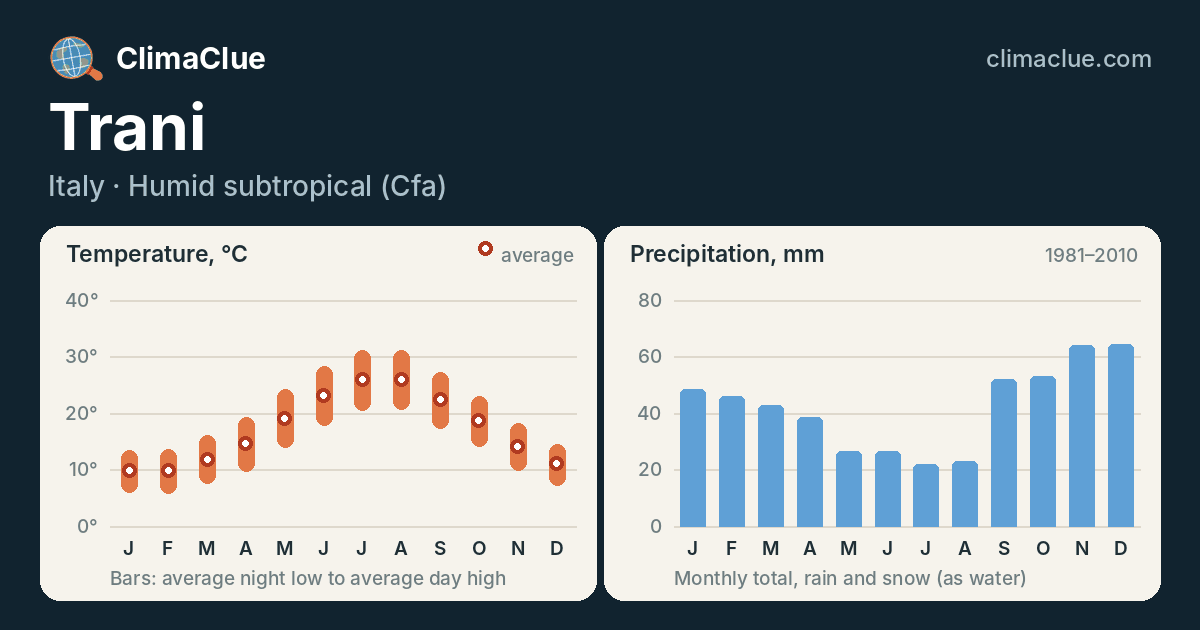 ClimaClue
climaclue.com
Trani
Italy · Humid subtropical (Cfa)
Temperature, °C
average
40°
30°
20°
10°
0°
J F M A M J J A S O N D
Bars: average night low to average day high
Precipitation, mm
1981–2010
80
60
40
20
0
J F M A M J J A S O N D
Monthly total, rain and snow (as water)